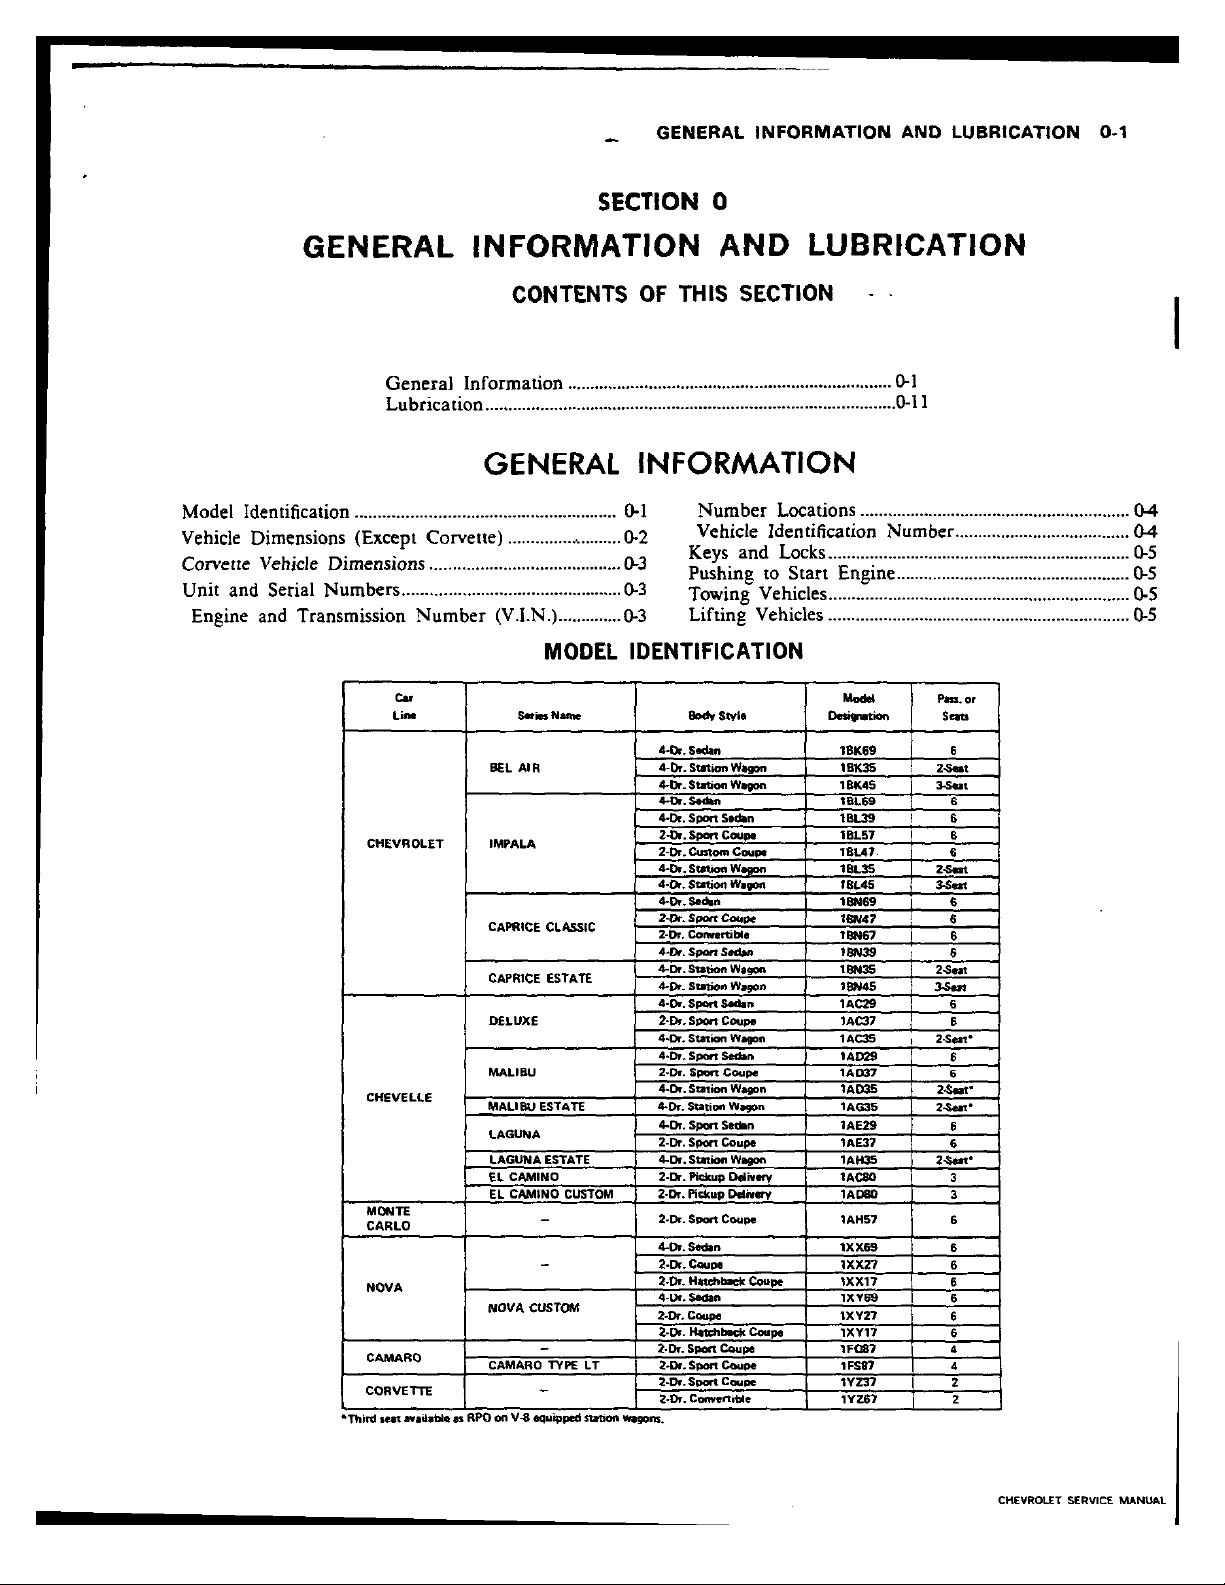 GENERAL INFORMATION AND LUBRICATION 0-1
SECTION 0
GENERAL INFORMATION AND LUBRICATION
CONTENTS OF THIS SECTION
General Information ........ 0-1
Lubrication ........ 0-11
GENERAL INFORMATION
Model Identification ........ 0-1
Vehicle Dimensions (Except Corvette) ........ 0-2
Corvette Vehicle Dimensions ........ 0-3
Unit and Serial Numbers ........ 0-3
Engine and Transmission Number (V.I.N.) ........ 0-3
Number Locations ........ 0-4
Vehicle Identification Number ........ 0-4
Keys and Locks ........ 0-5
Pushing to Start Engine ........ 0-5
Towing Vehicles ........ 0-5
Lifting Vehicles ........ 0-5
MODEL IDENTIFICATION
Car Line Series Name Body Style Model Designation Pass. or Seats
CHEVROLET BEL AIR 4-Dr. Sedan 1BK69 6
4-Dr. Station Wagon 1BK35 2-Seat
4-Dr. Station Wagon 1BK45 3-Seat
IMPALA 4-Dr. Sedan 1BL69 6
4-Dr. Sport Sedan 1BL39 6
2-Dr. Sport Coupe 1BL57 6
2-Dr. Custom Coupe 1BL47 6
4-Dr. Station Wagon 1BL35 2-Seat
4-Dr. Station Wagon 1BL45 3-Seat
CAPRICE CLASSIC 4-Dr. Sedan 1BN69 6
2-Dr. Sport Coupe 1BN47 6
2-Dr. Convertible 1BN67 6
4-Dr. Sport Sedan 1BN39 6
CAPRICE ESTATE 4-Dr. Station Wagon 1BN35 2-Seat
4-Dr. Station Wagon 1BN45 3-Seat
CHEVELLE DELUXE 4-Dr. Sport Sedan 1AC29 6
2-Dr. Sport Coupe 1AC37 6
4-Dr. Station Wagon 1AC35 2-Seat*
MALIBU 4-Dr. Sport Sedan 1AD29 6
2-Dr. Sport Coupe 1AD37 6
4-Dr. Station Wagon 1AD35 2-Seat*
MALIBU ESTATE 4-Dr. Station Wagon 1AG35 2-Seat*
LAGUNA 4-Dr. Sport Sedan 1AE29 6
2-Dr. Sport Coupe 1AE37 6
LAGUNA ESTATE 4-Dr. Station Wagon 1AH35 2-Seat*
EL CAMINO 2-Dr. Pickup Delivery 1AC80 3
EL CAMINO CUSTOM 2-Dr. Pickup Delivery 1AD80 3
MONTE CARLO – 2-Dr. Sport Coupe 1AH57 6
NOVA – 4-Dr. Sedan 1XX69 6
2-Dr. Coupe 1XX27 6
2-Dr. Hatchback Coupe 1XX17 6
NOVA CUSTOM 4-Dr. Sedan 1XY69 6
2-Dr. Coupe 1XY27 6
2-Dr. Hatchback Coupe 1XY17 6
CAMARO – 2-Dr. Sport Coupe 1FQ87 4
CAMARO TYPE LT 2-Dr. Sport Coupe 1FS87 4
CORVETTE – 2-Dr. Sport Coupe 1YZ37 2
2-Dr. Convertible 1YZ67 2
*Third seat available as RPO on V-8 equipped station wagons.
CHEVROLET SERVICE MANUAL